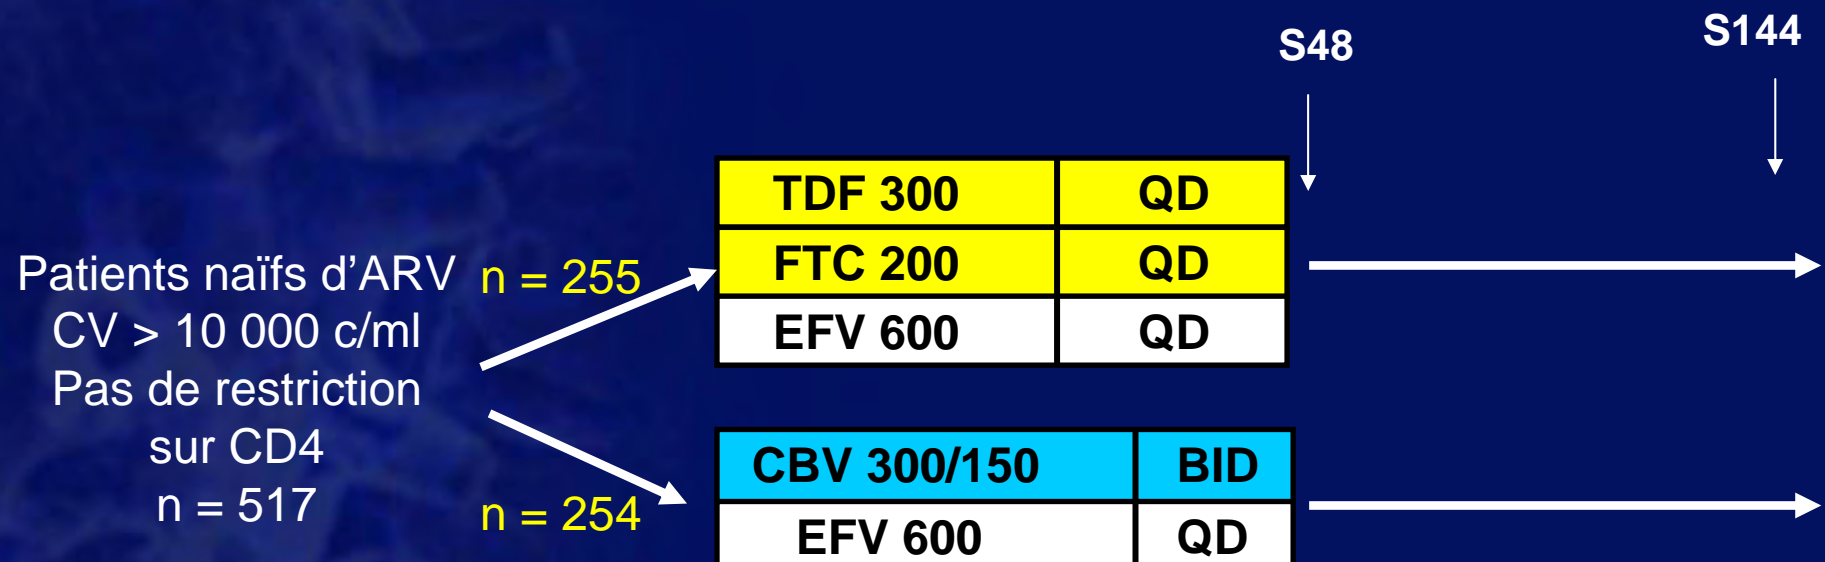 S48
S144
TDF 300 QD
FTC 200 QD
EFV 600 QD
Patients naïfs d’ARV
CV > 10 000 c/ml
Pas de restriction
sur CD4
n = 517
n = 255
n = 254
CBV 300/150 BID
EFV 600 QD